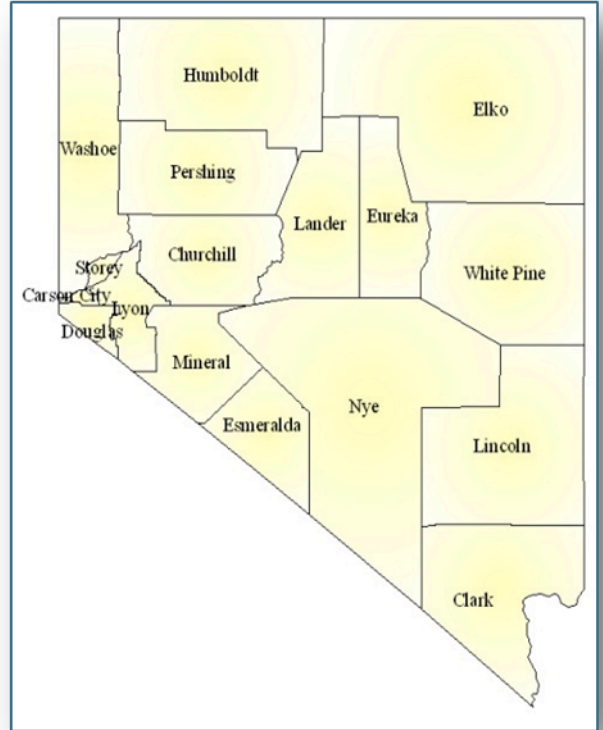 Humboldt
Elko
Washoe
Pershing
Lander
Eureka
Churchill
White Pine
Storey
Carson City
Lyon
Douglas
Mineral
Nye
Esmeralda
Lincoln
Clark